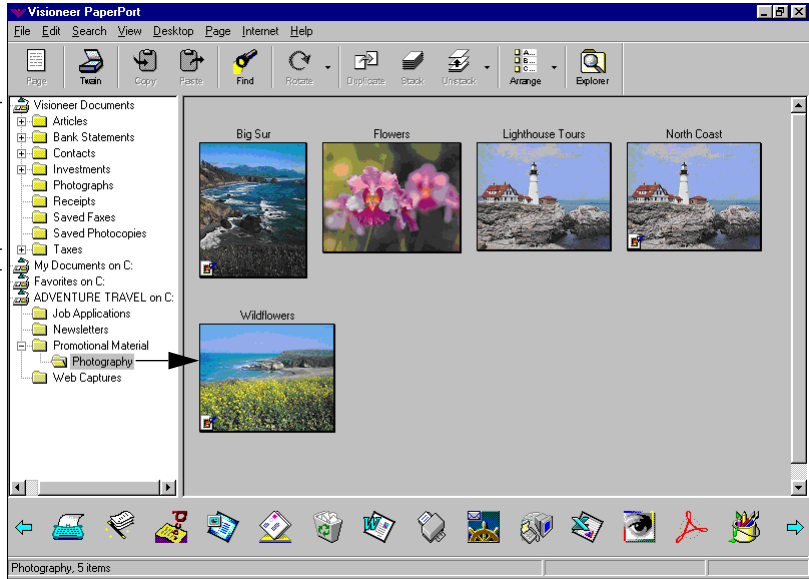 Visioneer PaperPort
File Edit Search View Desktop Page Internet Help
Page Twain Copy Paste Find Rotate Duplicate Stack Unstack Arrange Explorer
A...
B...
C...
Visioneer Documents
Articles
Bank Statements
Contacts
Investments
Photographs
Receipts
Saved Faxes
Saved Photocopies
Taxes
My Documents on C:
Favorites on C:
ADVENTURE TRAVEL on C:
Job Applications
Newsletters
Promotional Material
Photography
Web Captures
Big Sur Flowers Lighthouse Tours North Coast
Wildflowers
Photography, 5 items